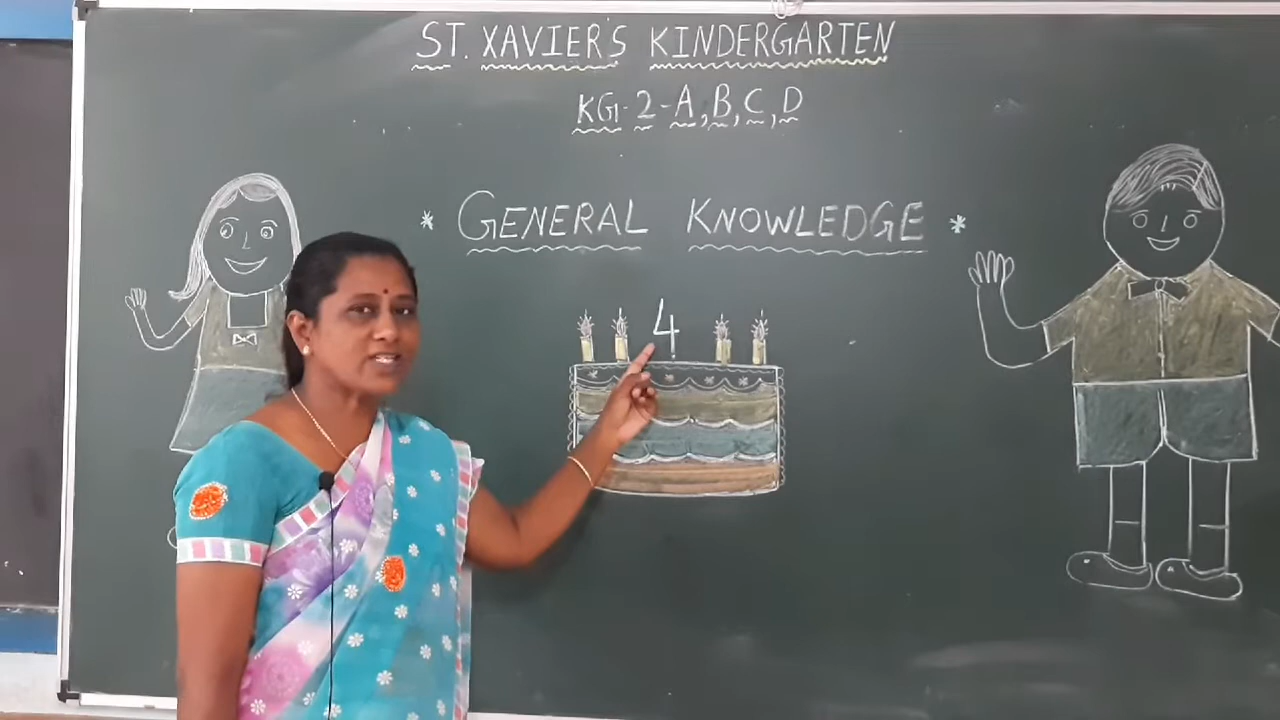 ST. XAVIER'S KINDERGARTEN
KG-2-A,B,C,D
* GENERAL KNOWLEDGE *
4